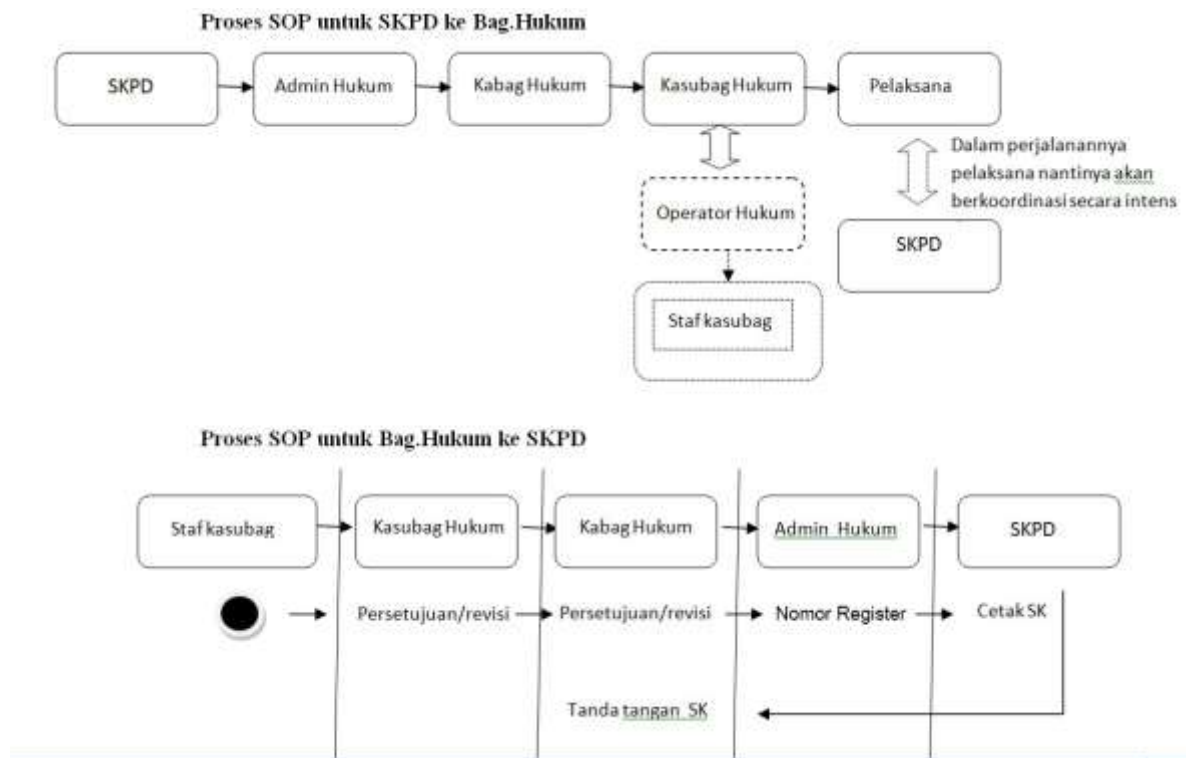 Proses SOP untuk SKPD ke Bag.Hukum
SKPD
Admin Hukum
Kabag Hukum
Kasubag Hukum
Pelaksana
Dalam perjalanannya
pelaksana nantinya akan
berkoordinasi secara intens
Operator Hukum
SKPD
Staf kasubag
Proses SOP untuk Bag.Hukum ke SKPD
Staf kasubag
Kasubag Hukum
Kabag Hukum
Admin Hukum
SKPD
Persetujuan/revisi
Persetujuan/revisi
Nomor Register
Cetak SK
Tanda tangan SK